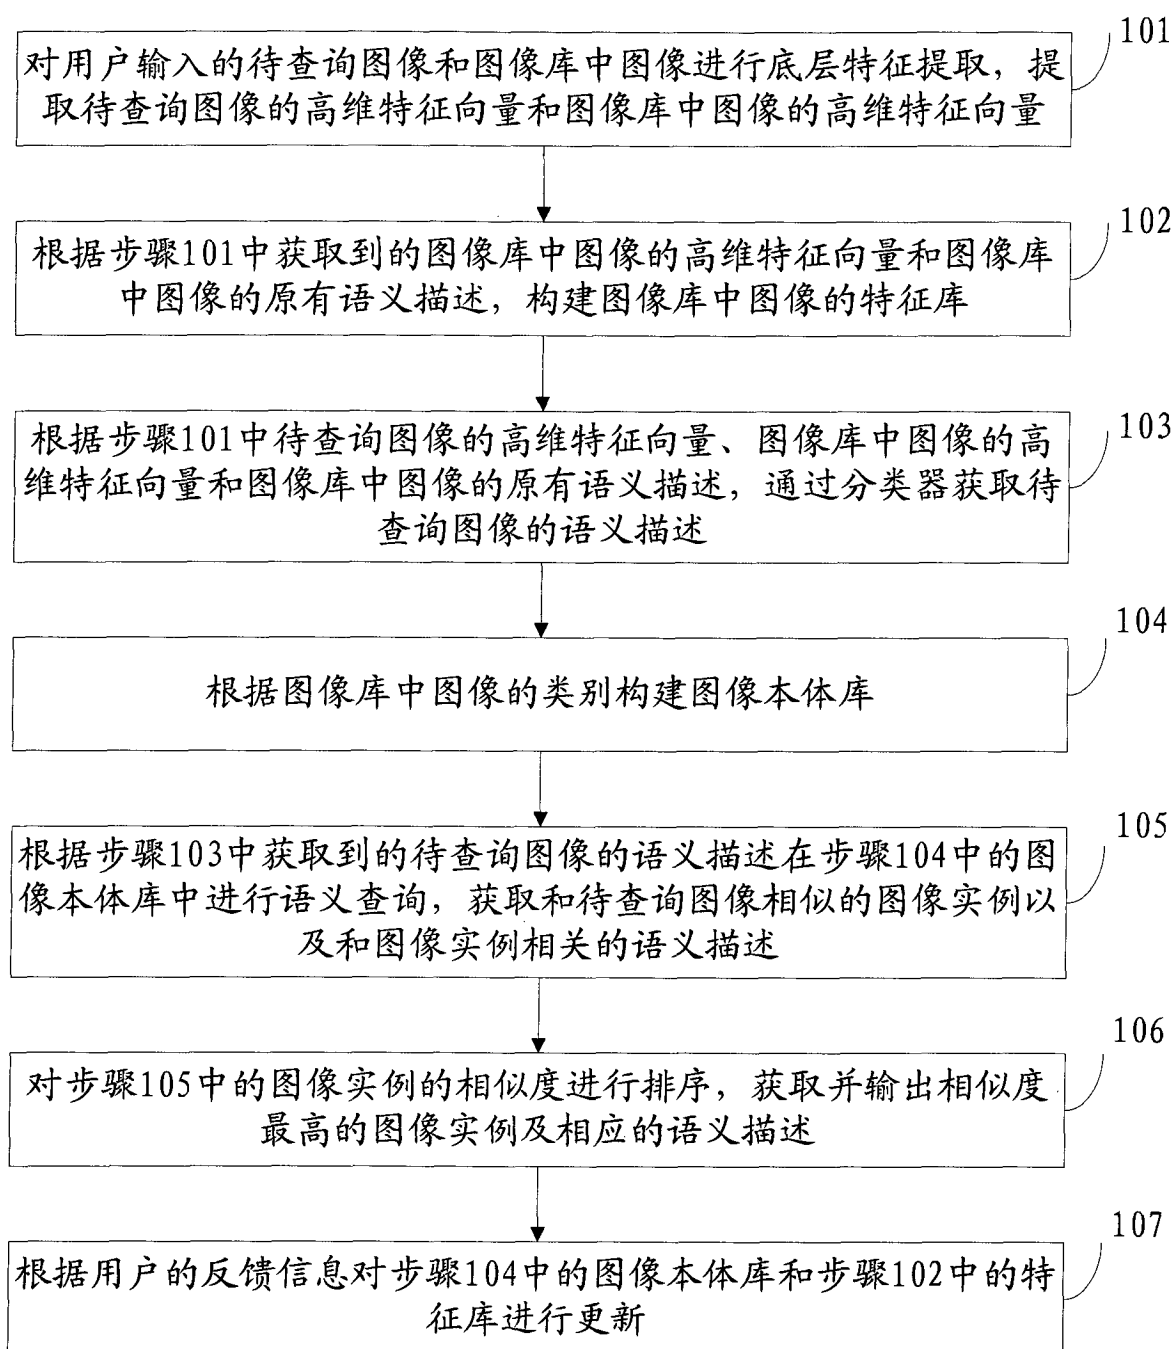 101
对用户输入的待查询图像和图像库中图像进行底层特征提取，提
取待查询图像的高维特征向量和图像库中图像的高维特征向量
102
根据步骤101中获取到的图像库中图像的高维特征向量和图像库
中图像的原有语义描述，构建图像库中图像的特征库
103
根据步骤101中待查询图像的高维特征向量、图像库中图像的高
维特征向量和图像库中图像的原有语义描述，通过分类器获取待
查询图像的语义描述
104
根据图像库中图像的类别构建图像本体库
105
根据步骤103中获取到的待查询图像的语义描述在步骤104中的图
像本体库中进行语义查询，获取和待查询图像相似的图像实例以
及和图像实例相关的语义描述
106
对步骤105中的图像实例的相似度进行排序，获取并输出相似度
最高的图像实例及相应的语义描述
107
根据用户的反馈信息对步骤104中的图像本体库和步骤102中的特
征库进行更新